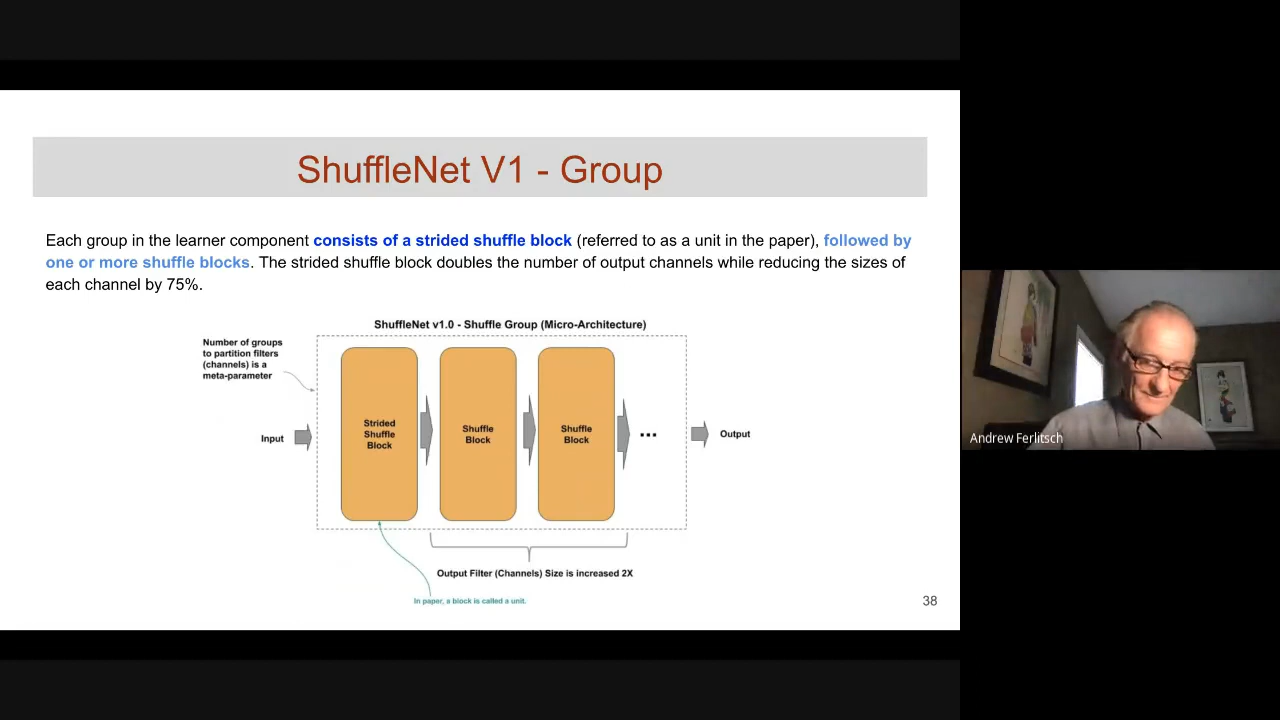 ShuffleNet V1 - Group
Each group in the learner component consists of a strided shuffle block (referred to as a unit in the paper), followed by
one or more shuffle blocks. The strided shuffle block doubles the number of output channels while reducing the sizes of
each channel by 75%.
ShuffleNet v1.0 - Shuffle Group (Micro-Architecture)
Number of groups
to partition filters
(channels) is a
meta-parameter
Input
Strided
Shuffle
Block
Shuffle
Block
Shuffle
Block
...
Output
Output Filter (Channels) Size is increased 2X
In paper, a block is called a unit.
38
Andrew Ferlitsch